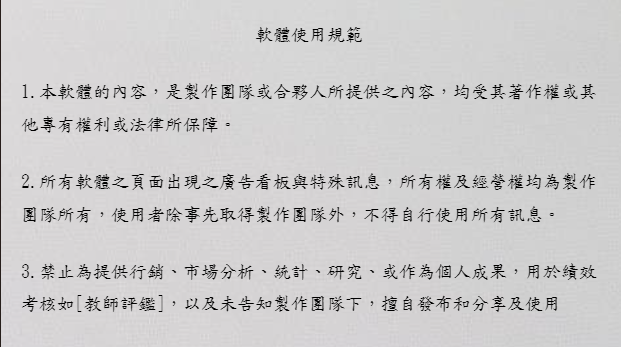 軟體使用規範
1.本軟體的內容，是製作團隊或合夥人所提供之內容，均受其著作權或其
他專有權利或法律所保障。
2.所有軟體之頁面出現之廣告看板與特殊訊息，所有權及經營權均為製作
團隊所有，使用者除事先取得製作團隊外，不得自行使用所有訊息。
3.禁止為提供行銷、市場分析、統計、研究、或作為個人成果，用於績效
考核如[教師評鑑]，以及未告知製作團隊下，擅自發布和分享及使用